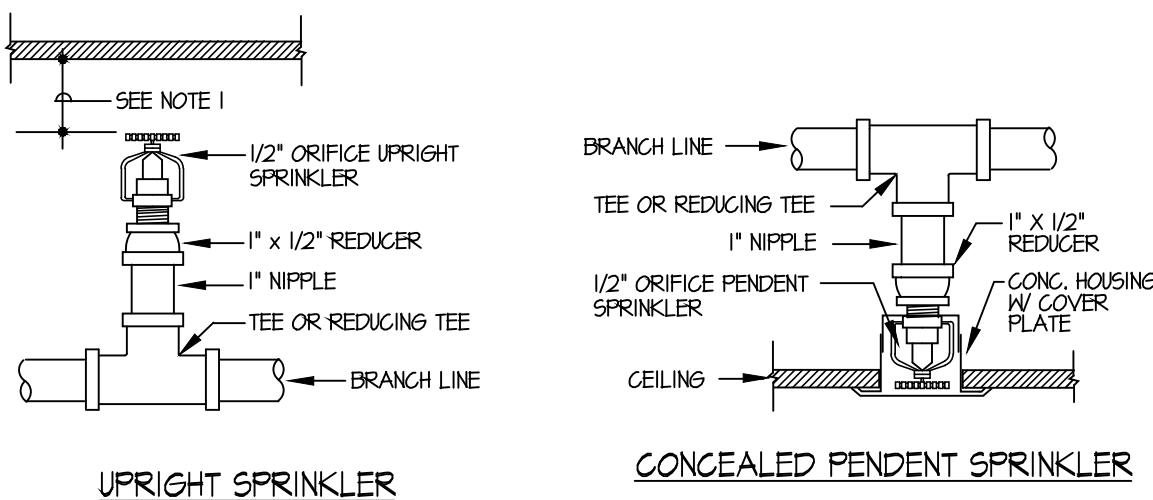 SEE NOTE 1
1/2" ORIFICE UPRIGHT
SPRINKLER
1" x 1/2" REDUCER
1" NIPPLE
TEE OR REDUCING TEE
BRANCH LINE
UPRIGHT SPRINKLER
BRANCH LINE
TEE OR REDUCING TEE
1" NIPPLE
1" X 1/2"
REDUCER
1/2" ORIFICE PENDENT
SPRINKLER
CONC. HOUSING
W/ COVER
PLATE
CEILING
CONCEALED PENDENT SPRINKLER